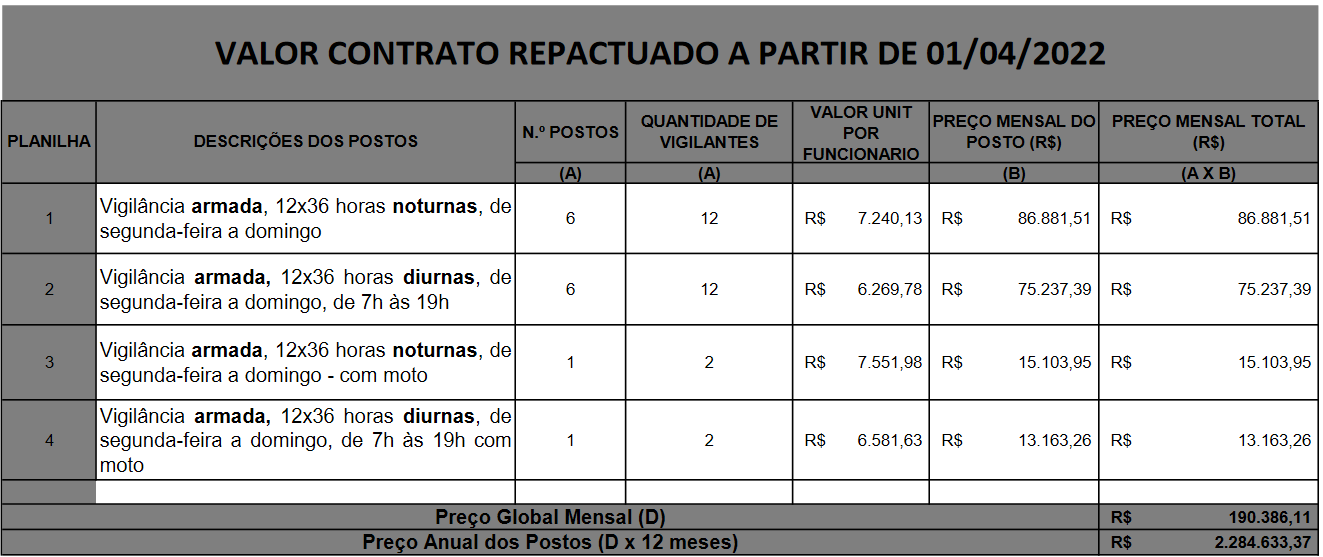 VALOR CONTRATO REPACTUADO A PARTIR DE 01/04/2022
PLANILHA
DESCRIÇÕES DOS POSTOS
N.º POSTOS
QUANTIDADE DE
VIGILANTES
VALOR UNIT
POR
FUNCIONARIO
PREÇO MENSAL DO
POSTO (R$)
PREÇO MENSAL TOTAL
(R$)
(A)
(A)
(B)
(A X B)
1
Vigilância armada, 12x36 horas noturnas, de
segunda-feira a domingo
6
12
R$ 7.240,13
R$ 86.881,51
R$ 86.881,51
2
Vigilância armada, 12x36 horas diurnas, de
segunda-feira a domingo, de 7h às 19h
6
12
R$ 6.269,78
R$ 75.237,39
R$ 75.237,39
3
Vigilância armada, 12x36 horas noturnas, de
segunda-feira a domingo - com moto
1
2
R$ 7.551,98
R$ 15.103,95
R$ 15.103,95
4
Vigilância armada, 12x36 horas diurnas, de
segunda-feira a domingo, de 7h às 19h com
moto
1
2
R$ 6.581,63
R$ 13.163,26
R$ 13.163,26
Preço Global Mensal (D)
R$ 190.386,11
Preço Anual dos Postos (D x 12 meses)
R$ 2.284.633,37